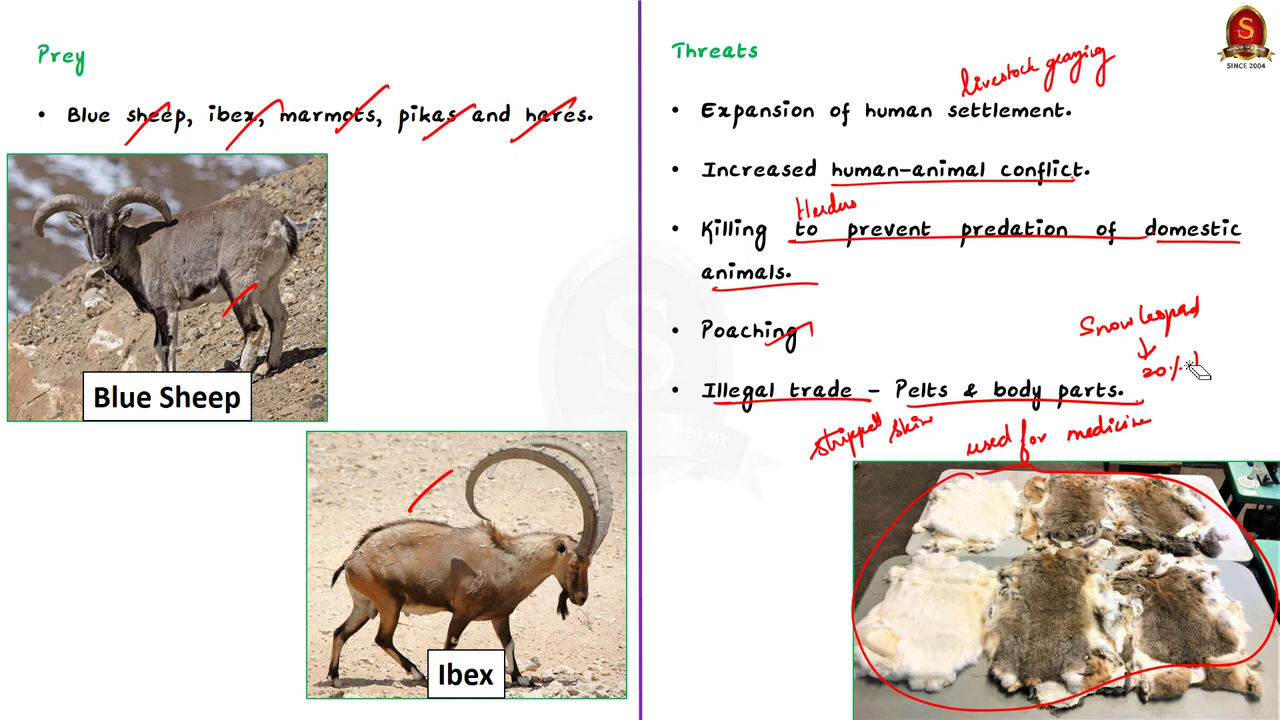 Prey
• Blue sheep, ibex, marmots, pikas and hares.
Blue Sheep
Ibex
Threats
livestock grazing
• Expansion of human settlement.
• Increased human-animal conflict.
Herders
• Killing to prevent predation of domestic
animals.
• Poaching
Snow leopard
20%
• Illegal trade - Pelts & body parts.
stripped skin
used for medicine
S
SINCE 2004